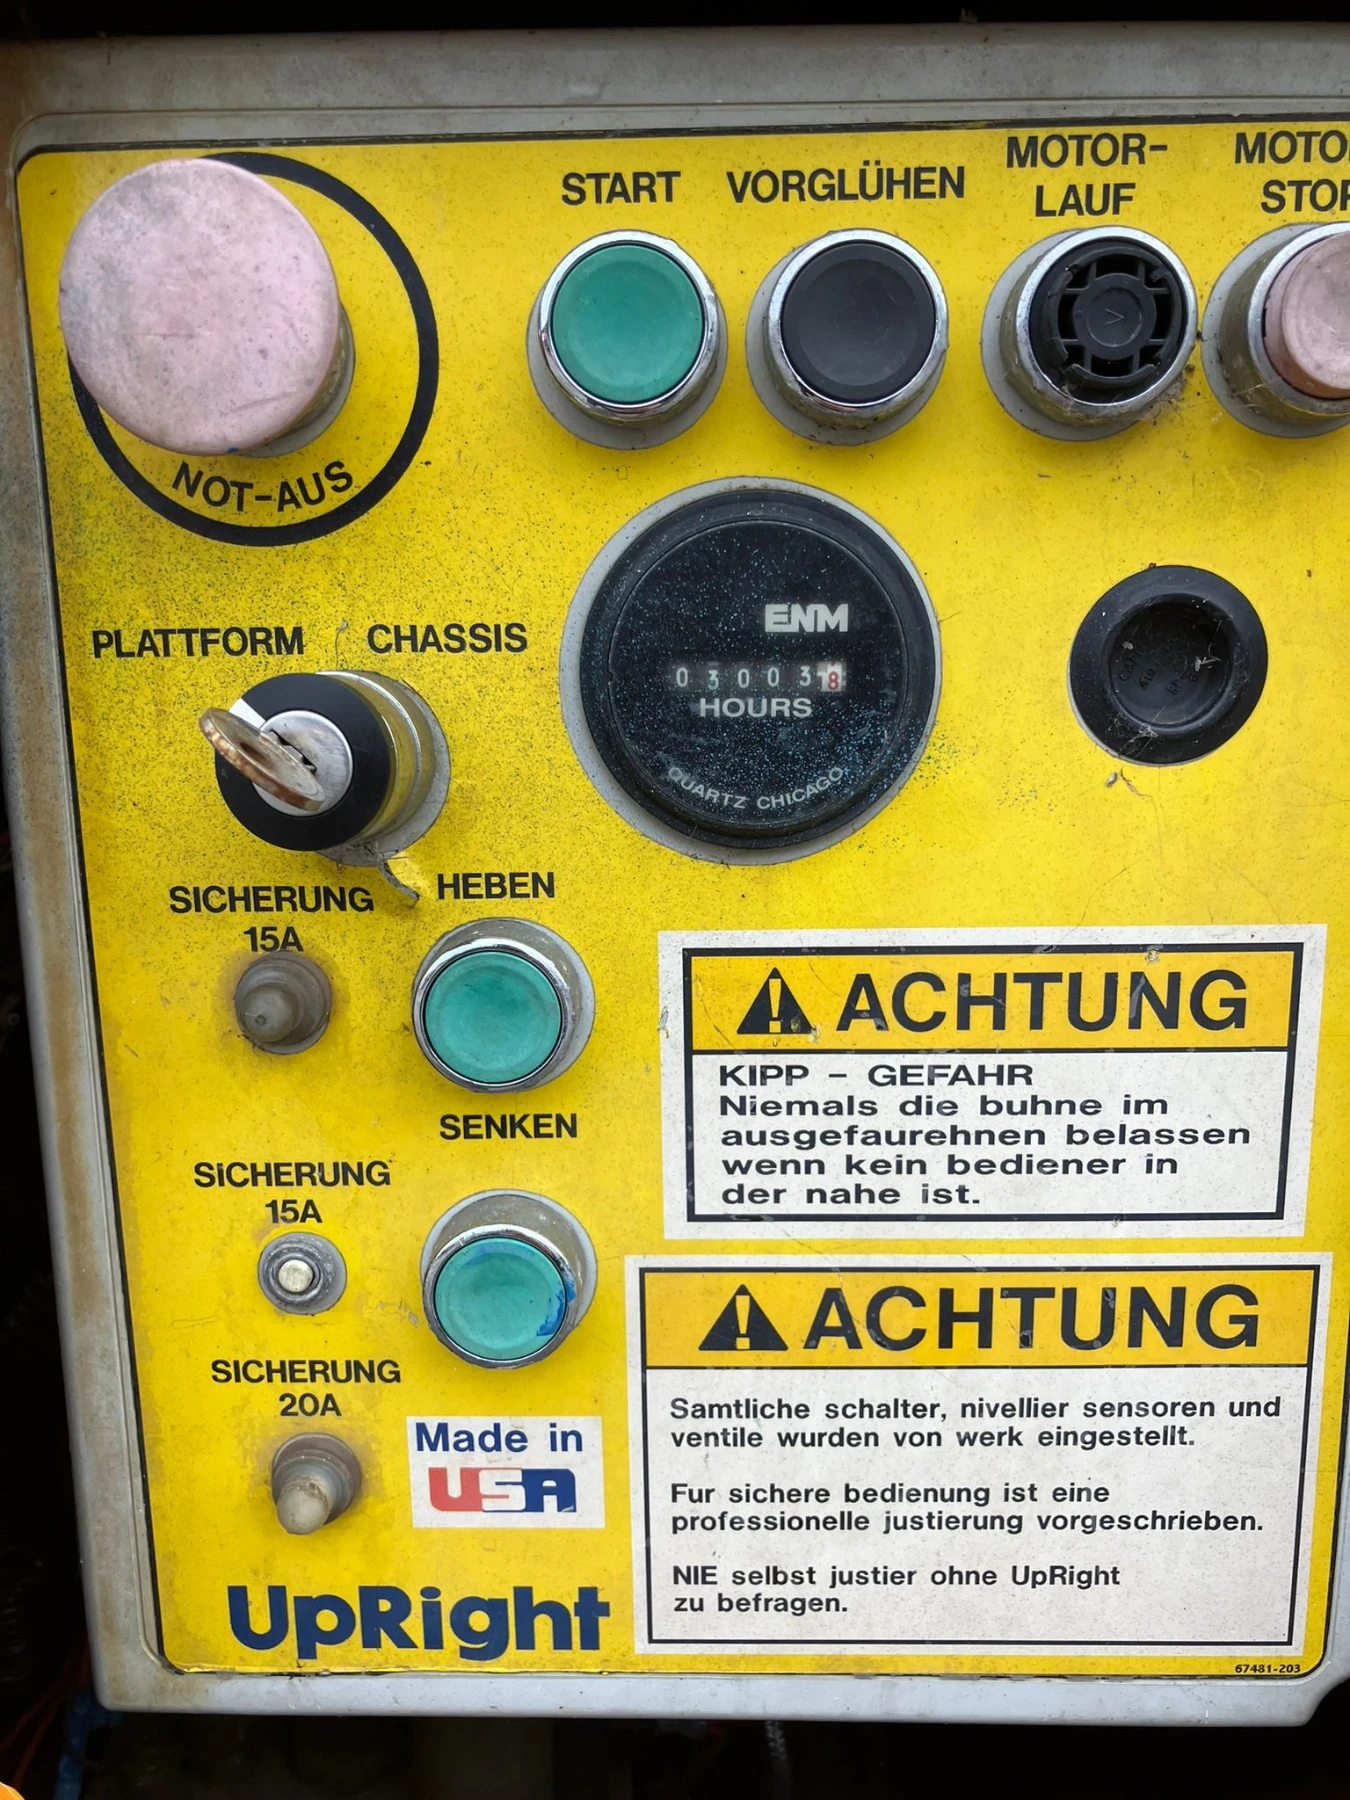 START
VORGLÜHEN
MOTOR-
LAUF
MOTO
STOP
NOT-AUS
ENM
0 3 0 0 3 8
HOURS
QUARTZ CHICAGO
PLATTFORM
CHASSIS
SICHERUNG
15A
HEBEN
SENKEN
SICHERUNG
15A
SICHERUNG
20A
ACHTUNG
KIPP - GEFAHR
Niemals die buhne im
ausgefaurehnen belassen
wenn kein bediener in
der nahe ist.
ACHTUNG
Samtliche schalter, nivellier sensoren und
ventile wurden von werk eingestellt.
Fur sichere bedienung ist eine
professionelle justierung vorgeschrieben.
NIE selbst justier ohne UpRight
zu befragen.
Made in
USA
UpRight
67481-203